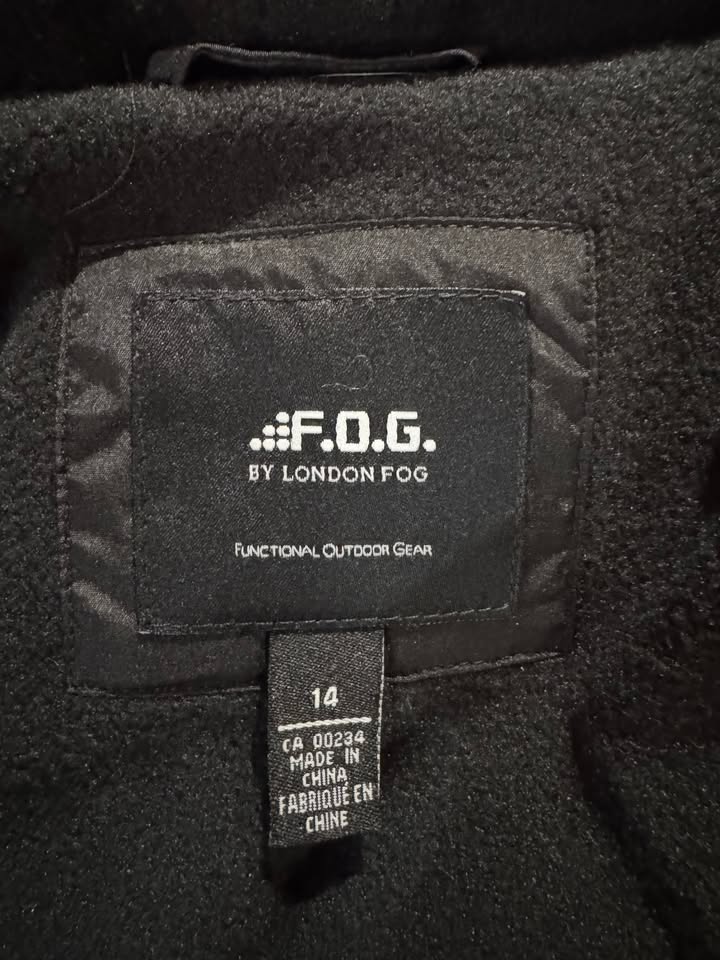 F.O.G.
BY LONDON FOG
FUNCTIONAL OUTDOOR GEAR
14
CA 00234
MADE IN
CHINA
FABRIQUÉ EN
CHINE